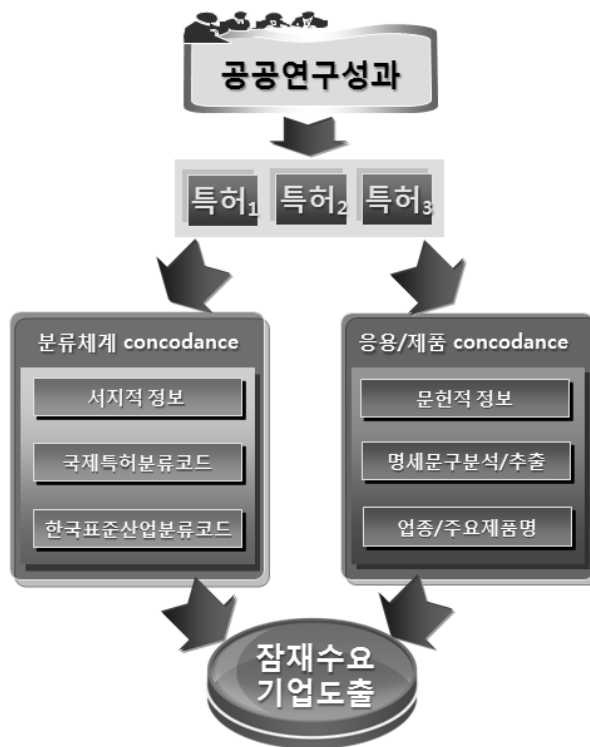 공공연구성과
특허1 특허2 특허3
분류체계 concodance
서지적 정보
국제특허분류코드
한국표준산업분류코드
응용/제품 concodance
문헌적 정보
명세문구분석/추출
업종/주요제품명
잠재수요
기업도출